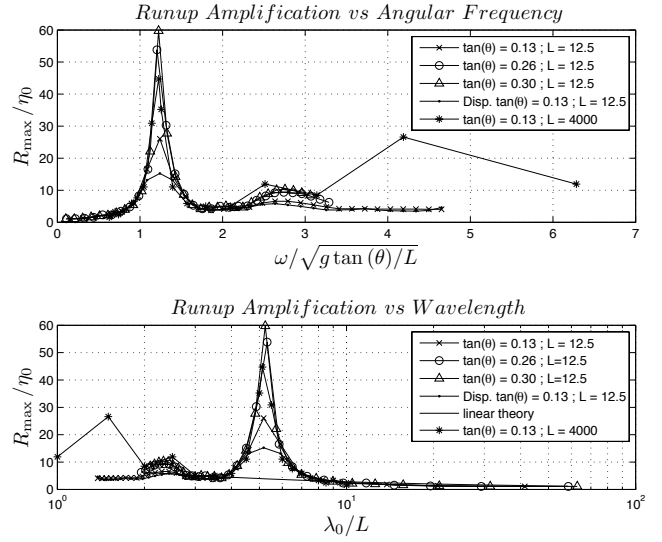 Runup Amplification vs Angular Frequency
60
50
40
30
20
10
0
R_max/η_0
tan(θ) = 0.13 ; L = 12.5
tan(θ) = 0.26 ; L = 12.5
tan(θ) = 0.30 ; L = 12.5
Disp. tan(θ) = 0.13 ; L = 12.5
tan(θ) = 0.13 ; L = 4000
0 1 2 3 4 5 6 7
ω/√g tan (θ)/L
Runup Amplification vs Wavelength
60
50
40
30
20
10
0
R_max/η_0
tan(θ) = 0.13 ; L = 12.5
tan(θ) = 0.26 ; L=12.5
tan(θ) = 0.30 ; L=12.5
Disp. tan(θ) = 0.13 ; L = 12.5
linear theory
tan(θ) = 0.13 ; L = 4000
10^0 10^1 10^2
λ_0/L